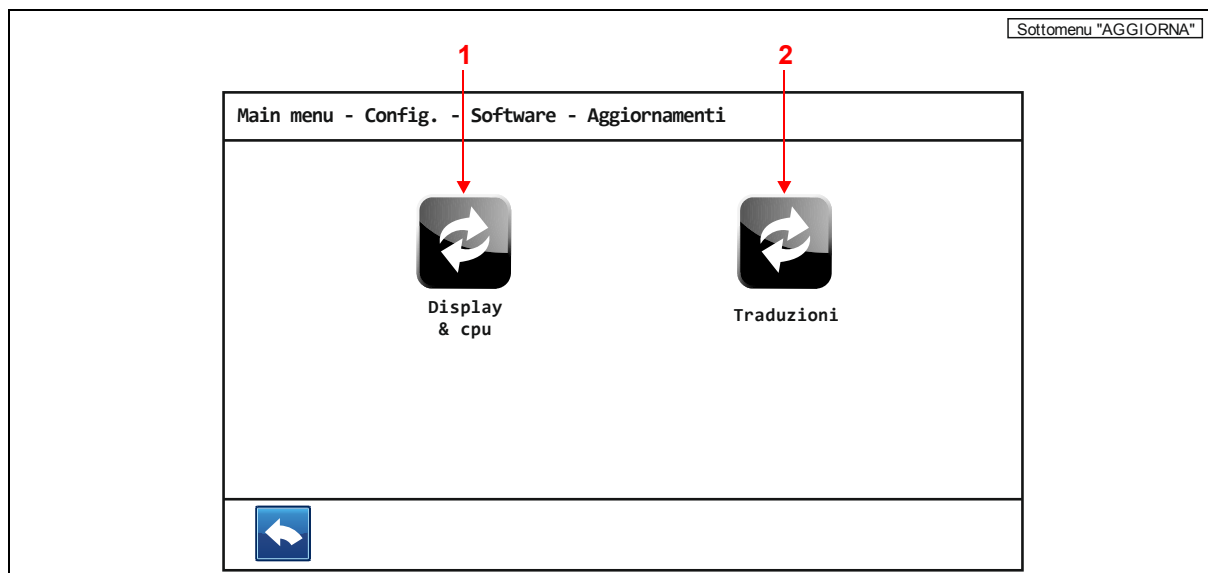 Sottomenu "AGGIORNA"
1 2
Main menu - Config. - Software - Aggiornamenti
Display
& cpu
Traduzioni